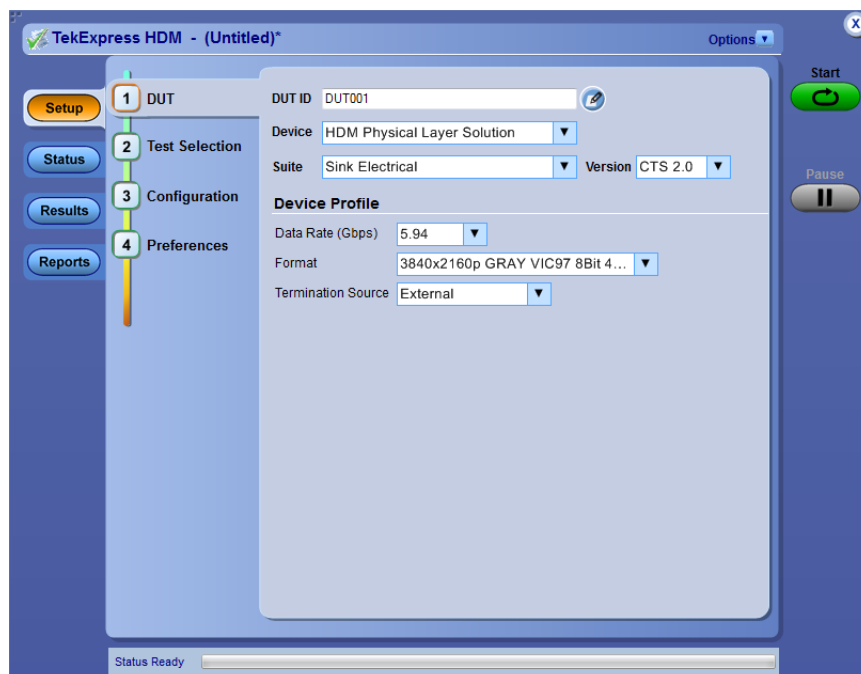 TekExpress HDM - (Untitled)*
Options
X
Start
Pause
Setup
Status
Results
Reports
1 DUT
2 Test Selection
3 Configuration
4 Preferences
DUT ID DUT001
Device HDM Physical Layer Solution
Suite Sink Electrical Version CTS 2.0
Device Profile
Data Rate (Gbps) 5.94
Format 3840x2160p GRAY VIC97 8Bit 4...
Termination Source External
Status Ready